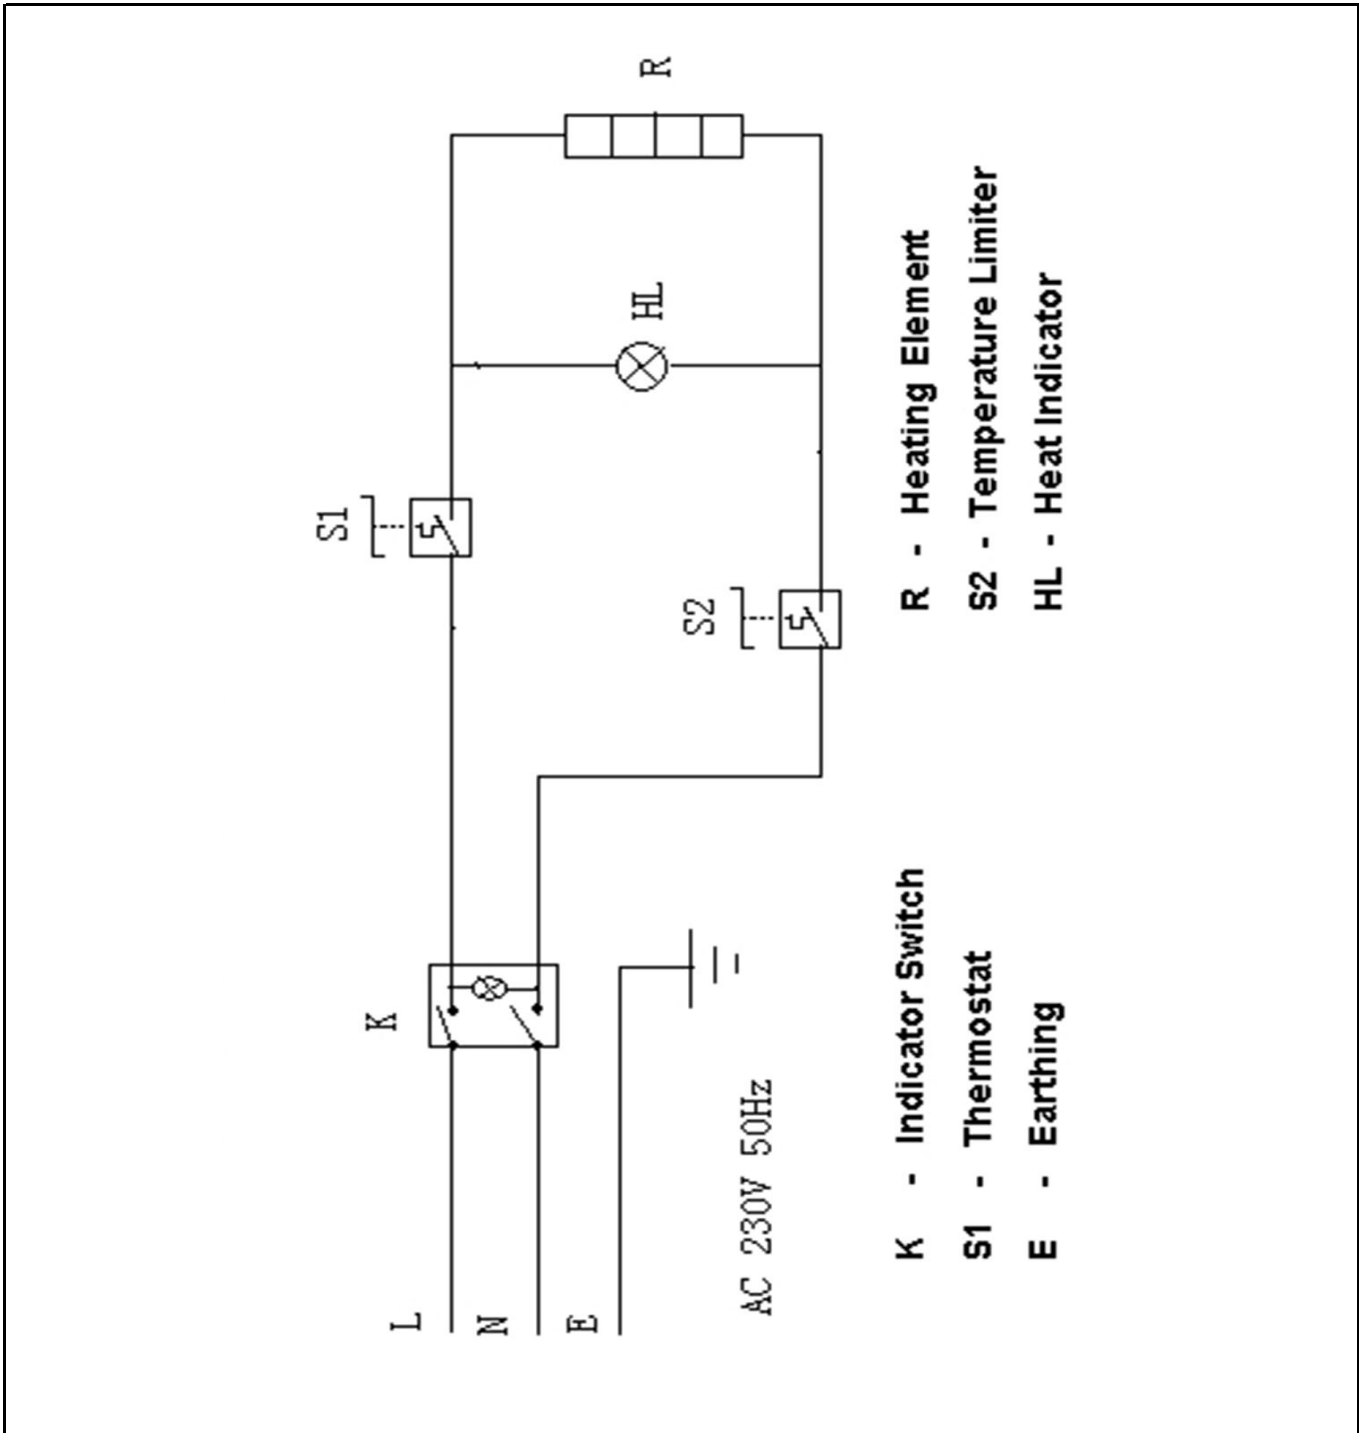 R
HL
S1
S2
K
L
N
E
AC 230V 50Hz
K - Indicator Switch
S1 - Thermostat
E - Earthing
R - Heating Element
S2 - Temperature Limiter
HL - Heat Indicator